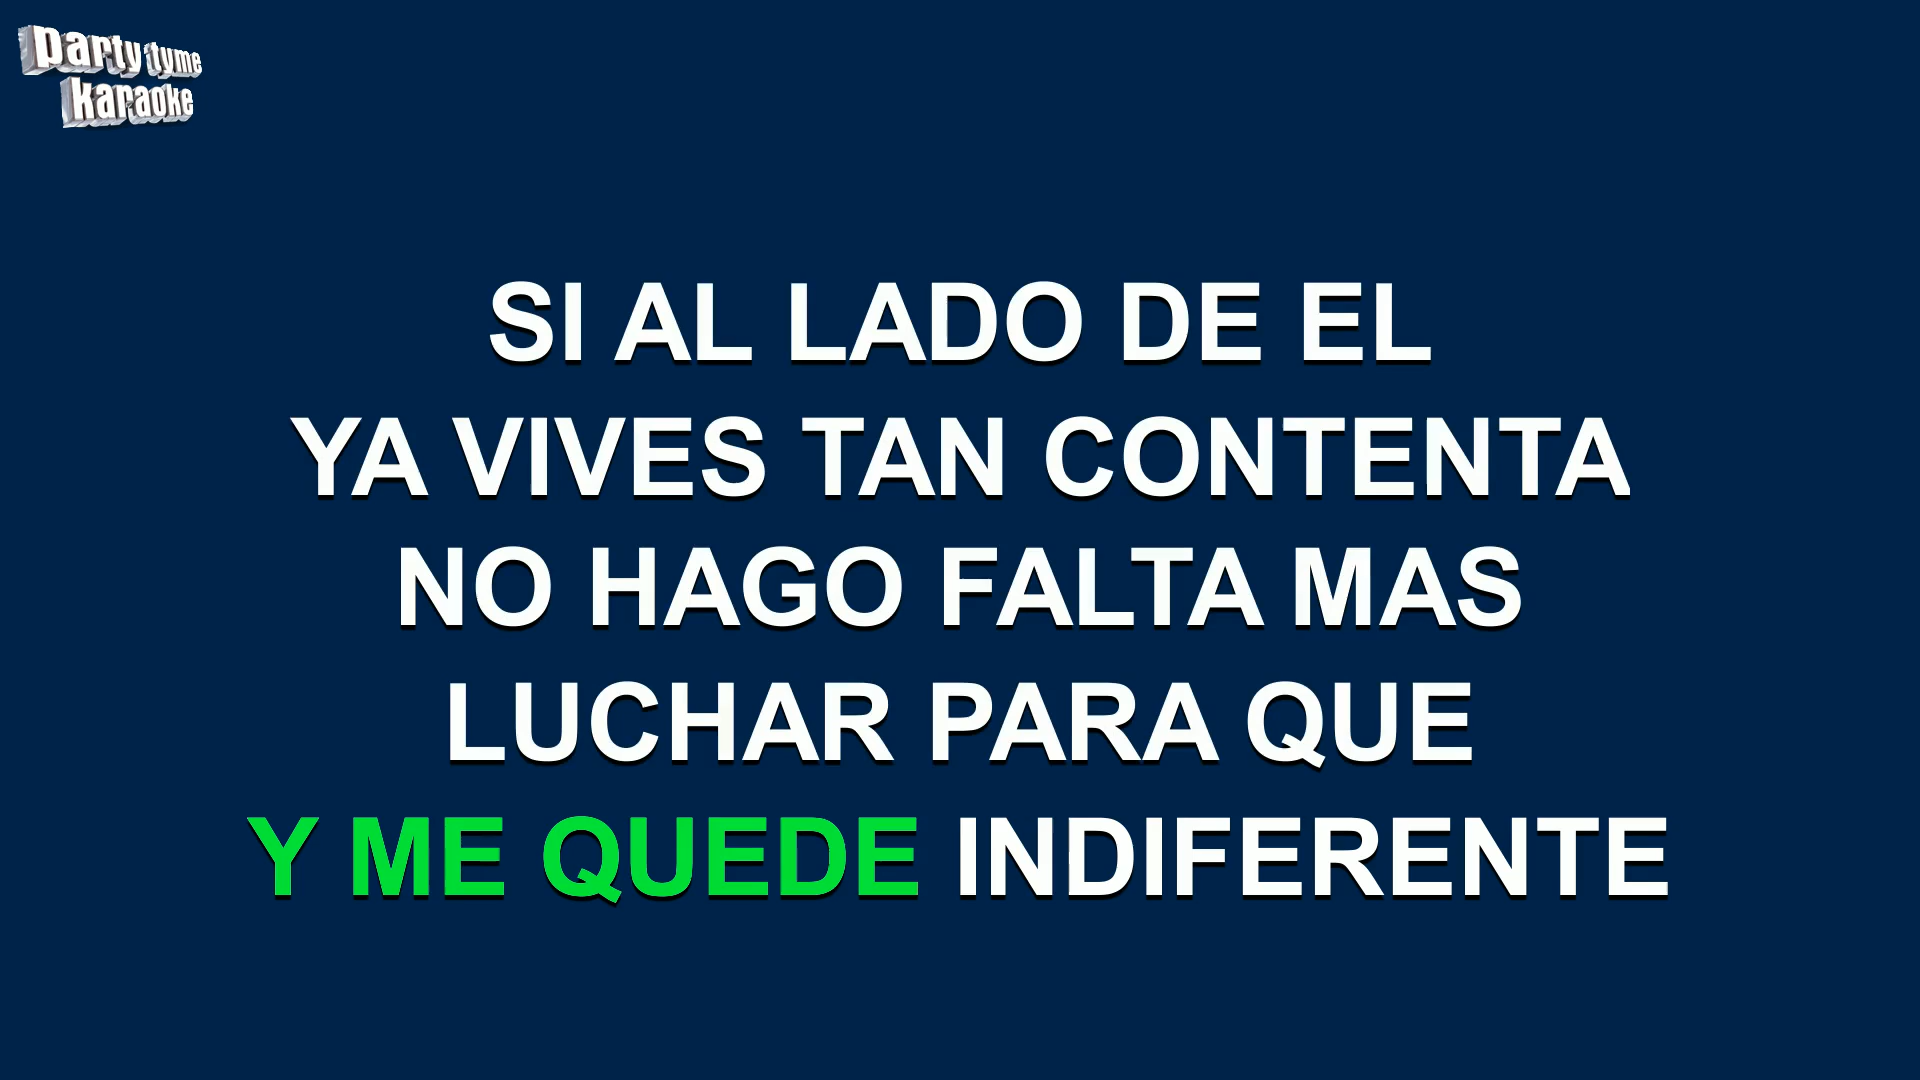 party tyme
karaoke
SI AL LADO DE EL
YA VIVES TAN CONTENTA
NO HAGO FALTA MAS
LUCHAR PARA QUE
Y ME QUEDE INDIFERENTE